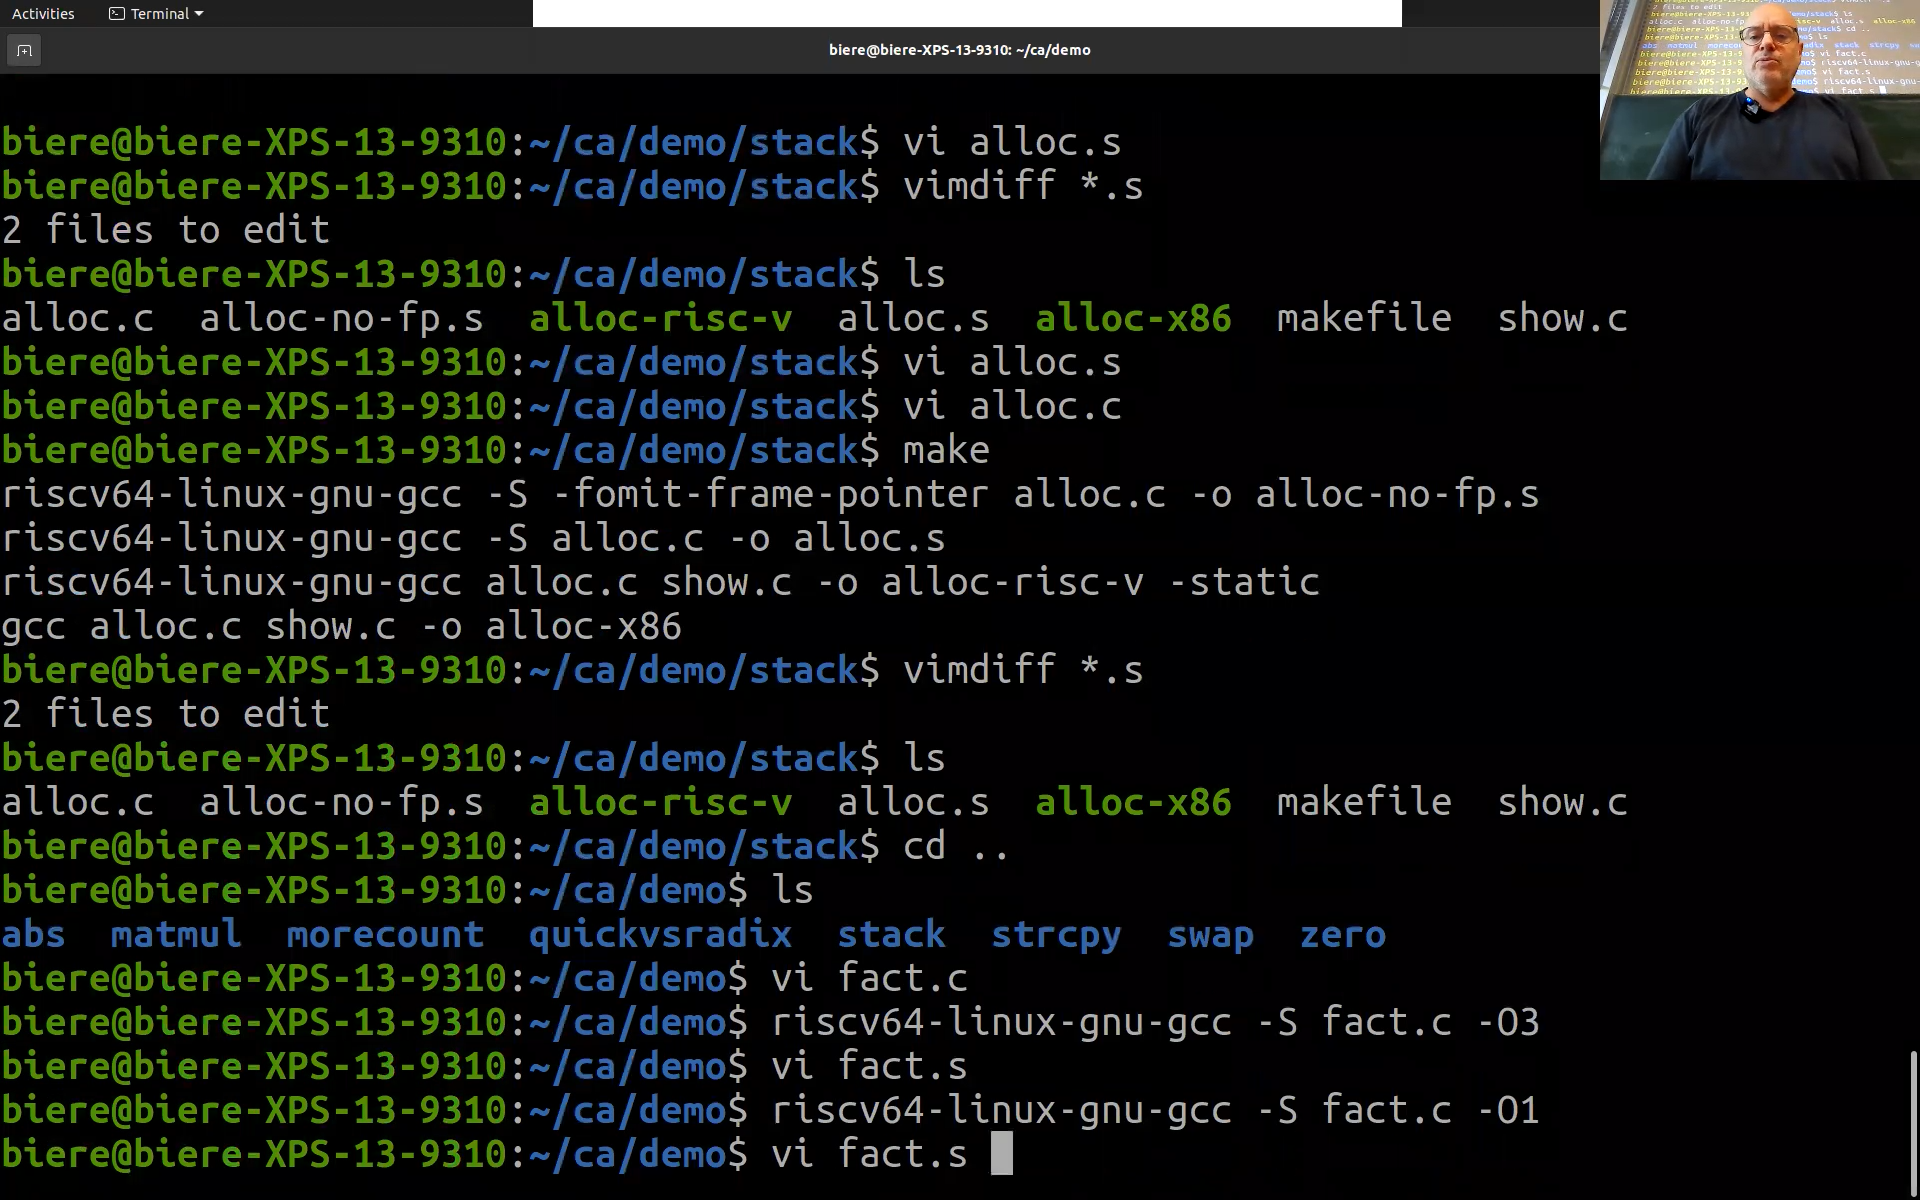 Activities Terminal
biere@biere-XPS-13-9310: ~/ca/demo
biere@biere-XPS-13-9310:~/ca/demo/stack$ vi alloc.s
biere@biere-XPS-13-9310:~/ca/demo/stack$ vimdiff *.s
2 files to edit
biere@biere-XPS-13-9310:~/ca/demo/stack$ ls
alloc.c alloc-no-fp.s alloc-risc-v alloc.s alloc-x86 makefile show.c
biere@biere-XPS-13-9310:~/ca/demo/stack$ vi alloc.s
biere@biere-XPS-13-9310:~/ca/demo/stack$ vi alloc.c
biere@biere-XPS-13-9310:~/ca/demo/stack$ make
riscv64-linux-gnu-gcc -S -fomit-frame-pointer alloc.c -o alloc-no-fp.s
riscv64-linux-gnu-gcc -S alloc.c -o alloc.s
riscv64-linux-gnu-gcc alloc.c show.c -o alloc-risc-v -static
gcc alloc.c show.c -o alloc-x86
biere@biere-XPS-13-9310:~/ca/demo/stack$ vimdiff *.s
2 files to edit
biere@biere-XPS-13-9310:~/ca/demo/stack$ ls
alloc.c alloc-no-fp.s alloc-risc-v alloc.s alloc-x86 makefile show.c
biere@biere-XPS-13-9310:~/ca/demo/stack$ cd ..
biere@biere-XPS-13-9310:~/ca/demo$ ls
abs matmul morecount quickvsradix stack strcpy swap zero
biere@biere-XPS-13-9310:~/ca/demo$ vi fact.c
biere@biere-XPS-13-9310:~/ca/demo$ riscv64-linux-gnu-gcc -S fact.c -O3
biere@biere-XPS-13-9310:~/ca/demo$ vi fact.s
biere@biere-XPS-13-9310:~/ca/demo$ riscv64-linux-gnu-gcc -S fact.c -O1
biere@biere-XPS-13-9310:~/ca/demo$ vi fact.s